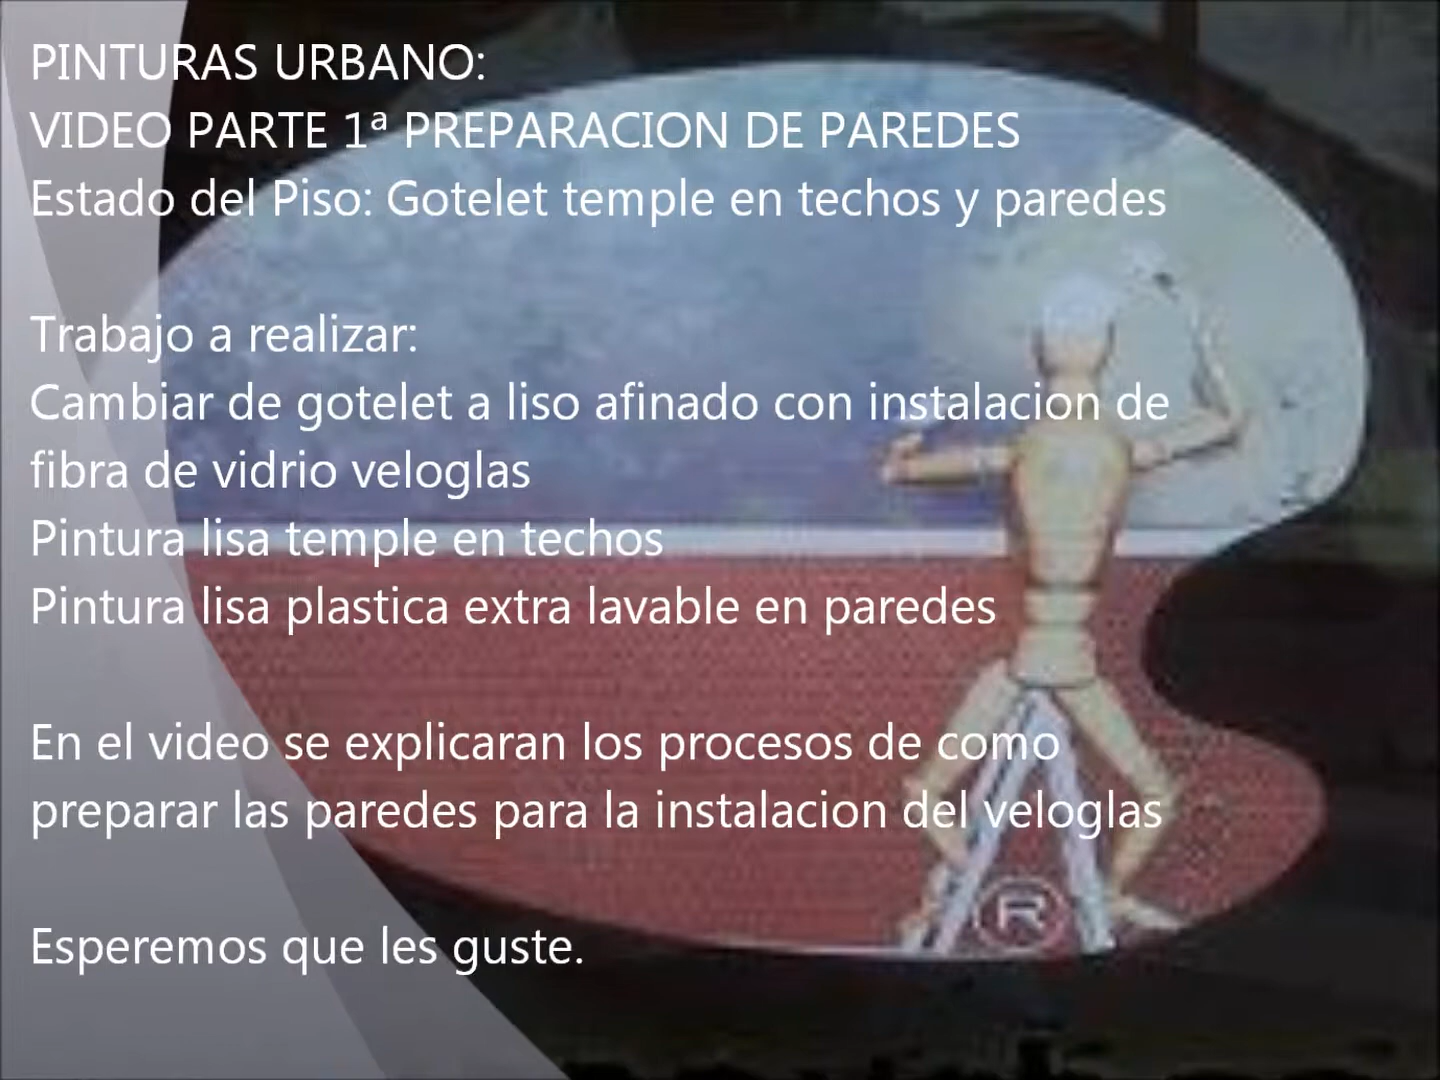 PINTURAS URBANO:
VIDEO PARTE 1ª PREPARACION DE PAREDES
Estado del Piso: Gotelet temple en techos y paredes
Trabajo a realizar:
Cambiar de gotelet a liso afinado con instalacion de
fibra de vidrio veloglas
Pintura lisa temple en techos
Pintura lisa plastica extra lavable en paredes
En el video se explicaran los procesos de como
preparar las paredes para la instalacion del veloglas
R
Esperemos que les guste.